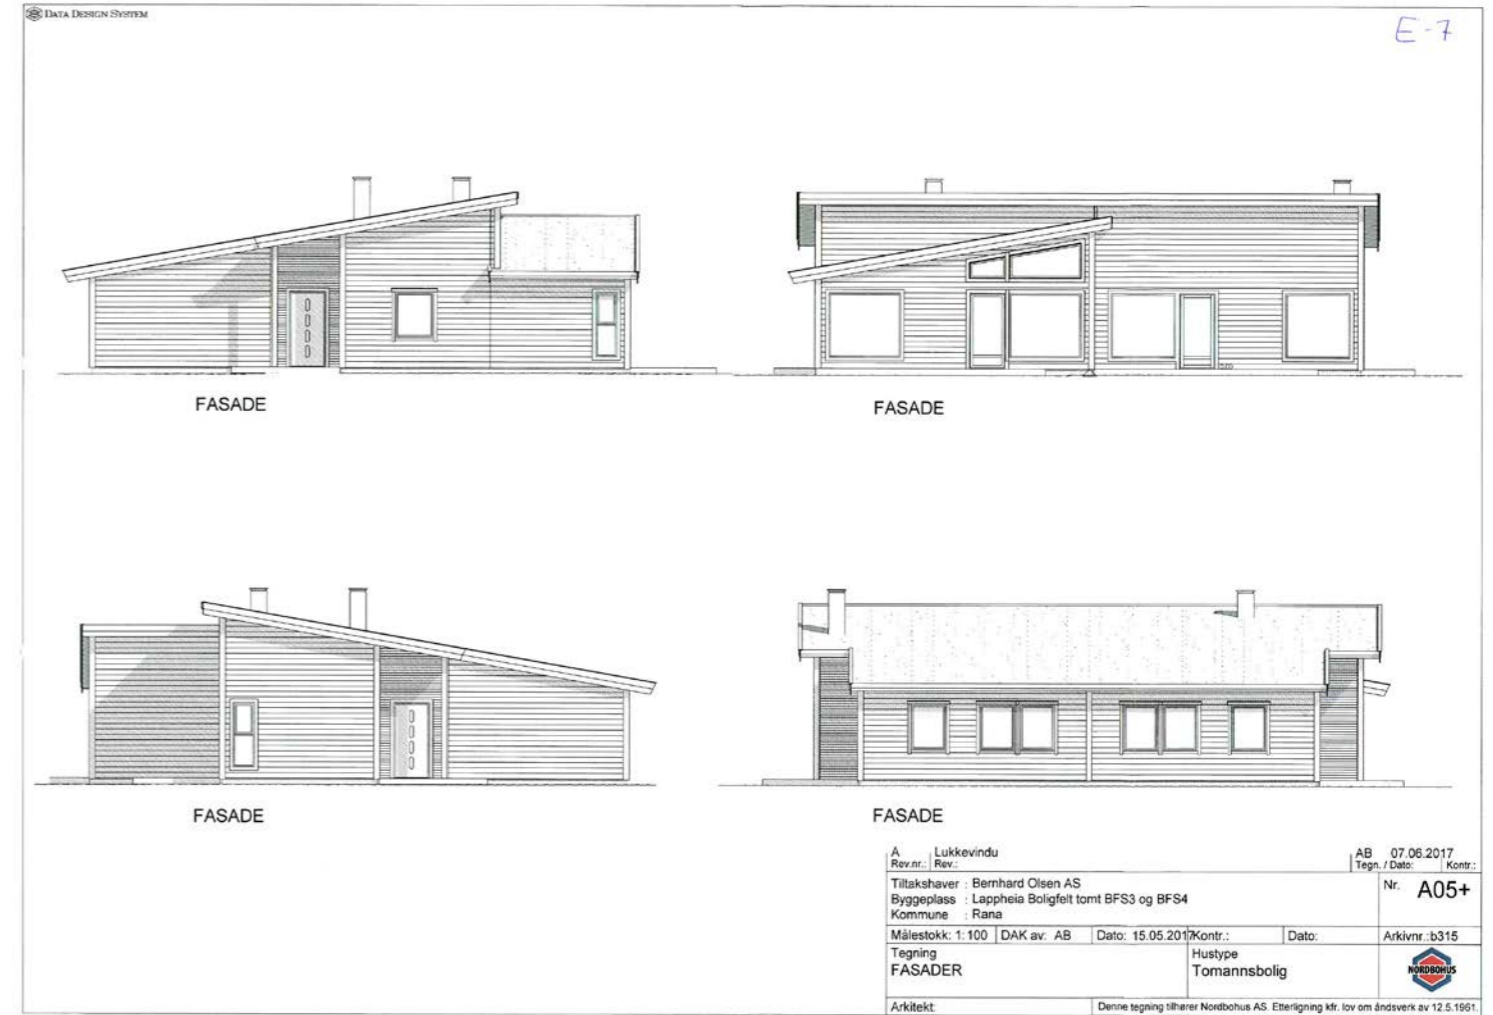 DATA DESIGN SYSTEM
E-7
FASADE
FASADE
FASADE
FASADE
A Lukkevindu AB 07.06.2017
Rev.nr.: Rev.: Tegn. / Dato: Kontr.:
Tiltakshaver : Bernhard Olsen AS
Byggeplass : Lappheia Boligfelt tomt BFS3 og BFS4
Kommune : Rana
Nr. A05+
Målestokk: 1:100 DAK av: AB Dato: 15.05.2017 Kontr.: Dato: Arkivnr.:b315
Tegning
FASADER
Hustype
Tomannsbolig
NORDBOHUS
Arkitekt:
Denne tegning tilhører Nordbohus AS. Etterligning kfr. lov om åndsverk av 12.5.1961.